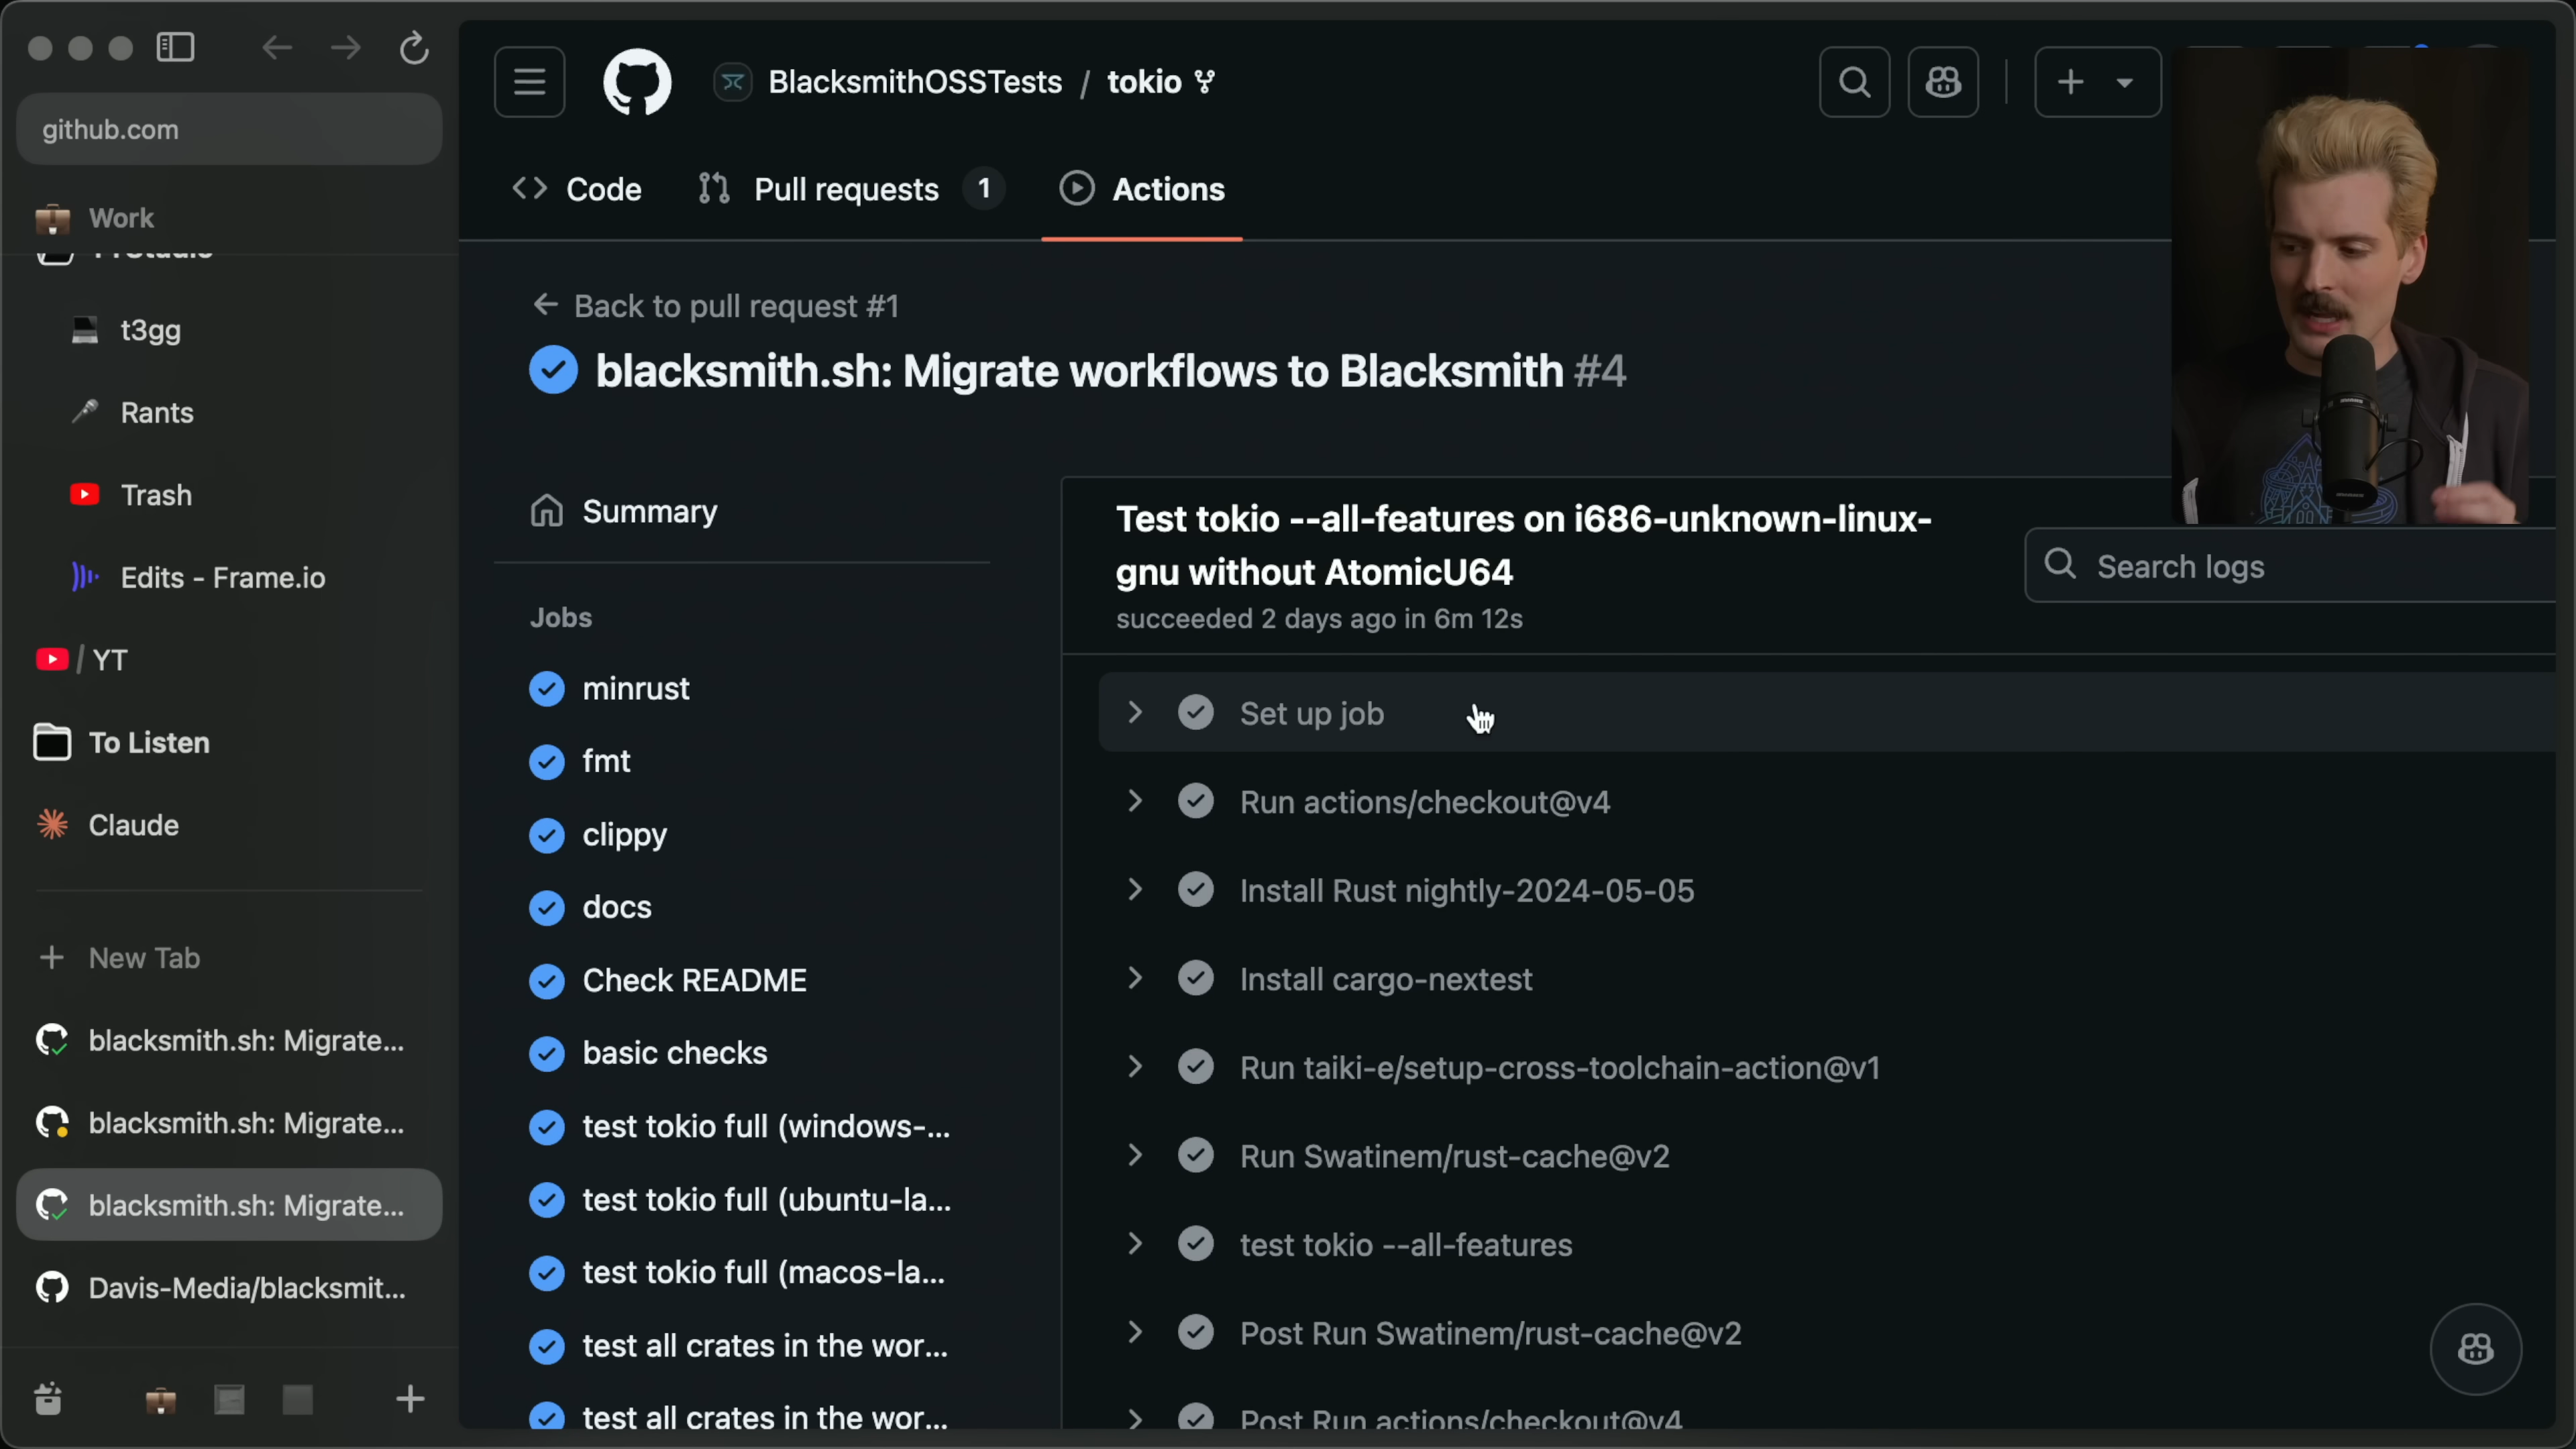 github.com
Work
t3gg
Rants
Trash
Edits - Frame.io
/ YT
To Listen
Claude
New Tab
blacksmith.sh: Migrate...
blacksmith.sh: Migrate...
blacksmith.sh: Migrate...
Davis-Media/blacksmit...
BlacksmithOSSTests / tokio
Code
Pull requests 1
Actions
Back to pull request #1
blacksmith.sh: Migrate workflows to Blacksmith #4
Summary
Jobs
minrust
fmt
clippy
docs
Check README
basic checks
test tokio full (windows-...
test tokio full (ubuntu-la...
test tokio full (macos-la...
test all crates in the wor...
test all crates in the wor...
Test tokio --all-features on i686-unknown-linux-
gnu without AtomicU64
succeeded 2 days ago in 6m 12s
Search logs
Set up job
Run actions/checkout@v4
Install Rust nightly-2024-05-05
Install cargo-nextest
Run taiki-e/setup-cross-toolchain-action@v1
Run Swatinem/rust-cache@v2
test tokio --all-features
Post Run Swatinem/rust-cache@v2
Post Run actions/checkout@v4